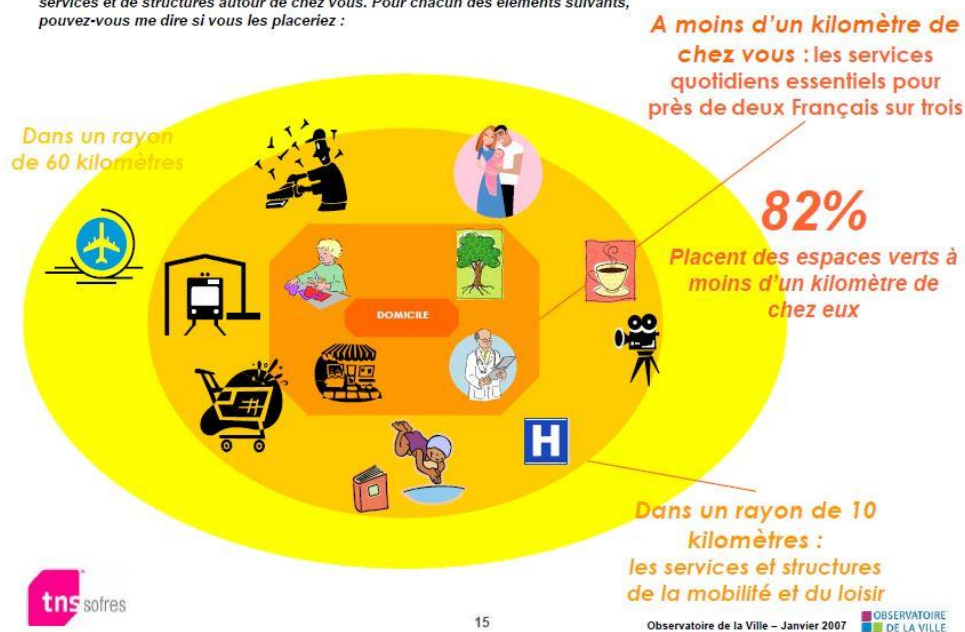 services et de structures autour de chez vous. Pour chacun des éléments suivants,
pouvez-vous me dire si vous les placeriez :
A moins d'un kilomètre de
chez vous : les services
quotidiens essentiels pour
près de deux Français sur trois
Dans un rayon
de 60 kilomètres
82%
Placent des espaces verts à
moins d'un kilomètre de
chez eux
DOMICILE
H
Dans un rayon de 10
kilomètres :
les services et structures
de la mobilité et du loisir
tns sofres
15
Observatoire de la Ville – Janvier 2007
OBSERVATOIRE
DE LA VILLE